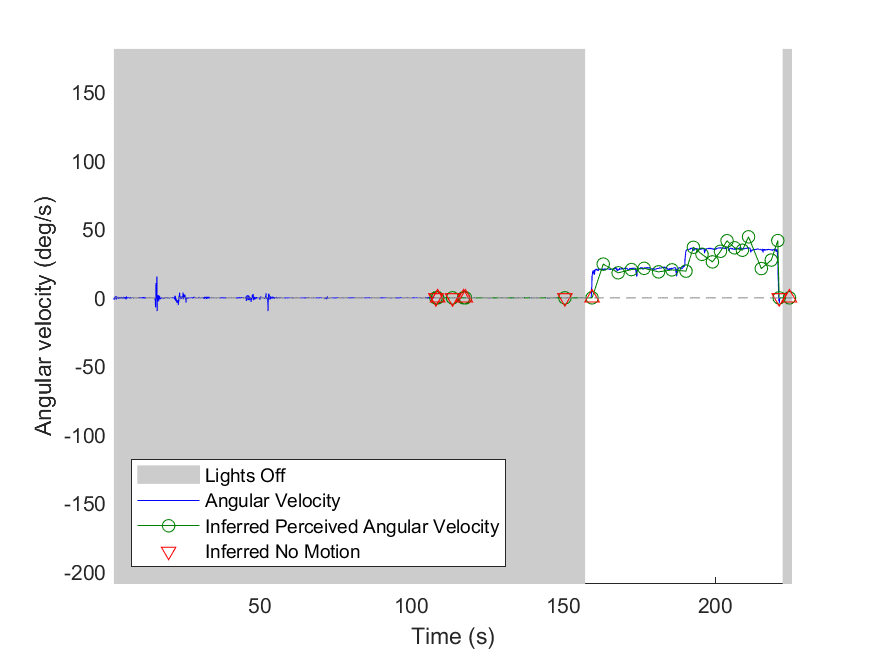 150
100
50
0
-50
-100
-150
-200
Angular velocity (deg/s)
Lights Off
Angular Velocity
Inferred Perceived Angular Velocity
Inferred No Motion
50 100 150 200
Time (s)